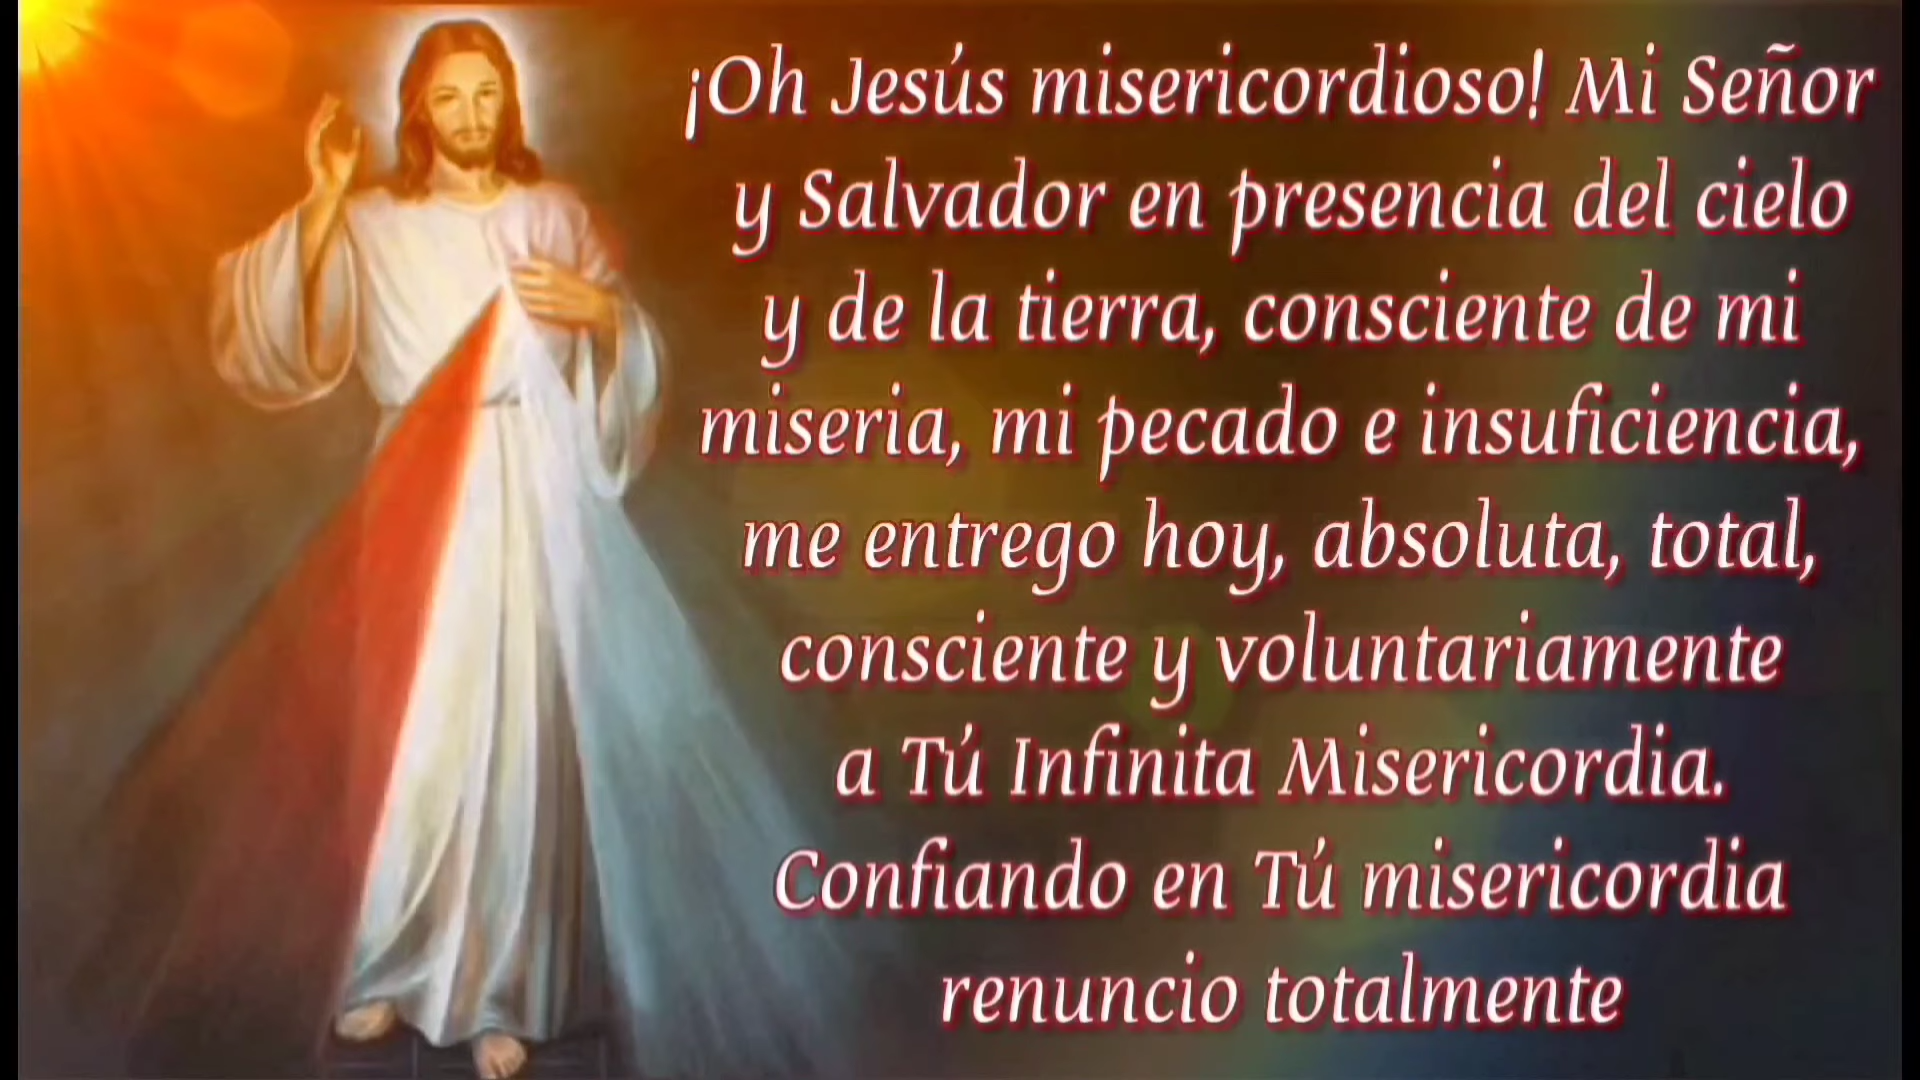 ¡Oh Jesús misericordioso! Mi Señor
y Salvador en presencia del cielo
y de la tierra, consciente de mi
miseria, mi pecado e insuficiencia,
me entrego hoy, absoluta, total,
consciente y voluntariamente
a Tú Infinita Misericordia.
Confiando en Tú misericordia
renuncio totalmente